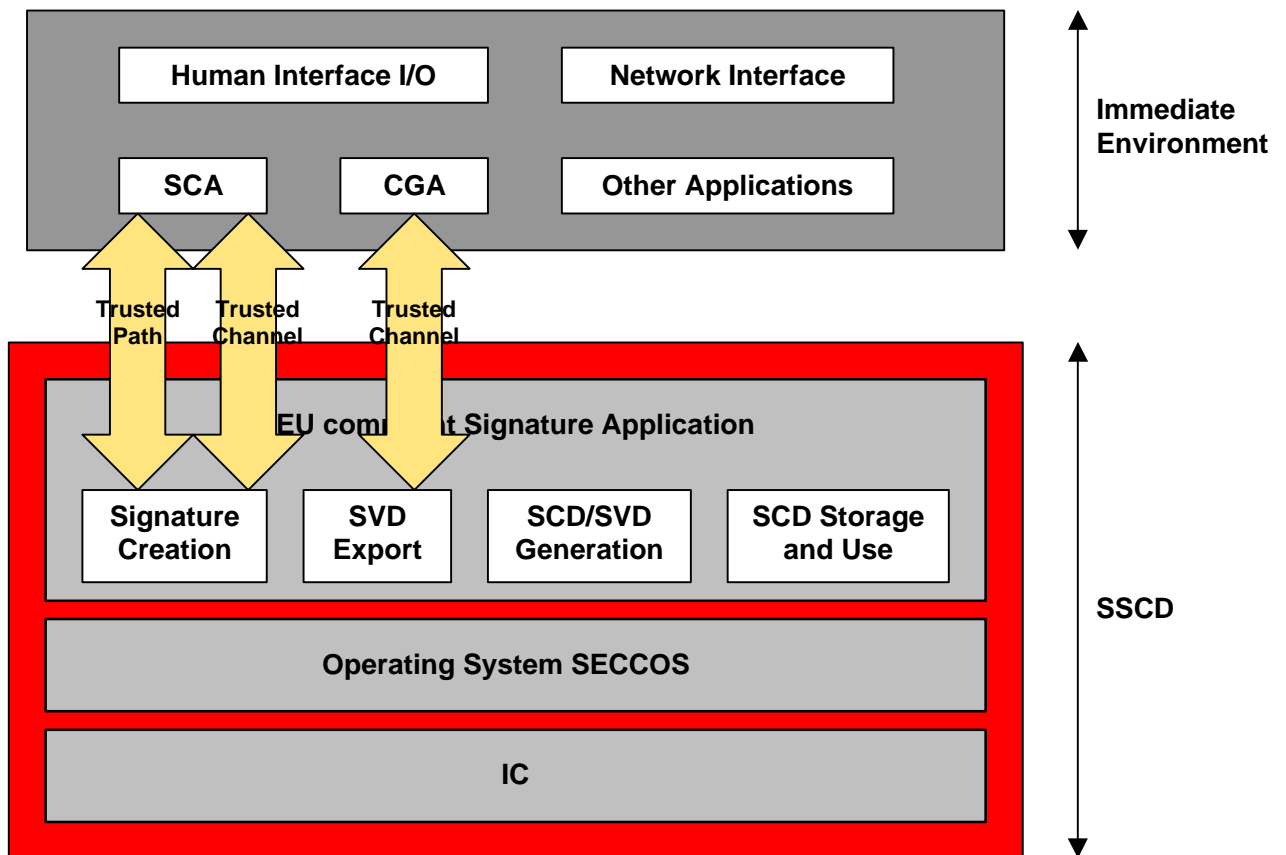 Human Interface I/O
Network Interface
Immediate
Environment
SCA
CGA
Other Applications
Trusted
Path
Trusted
Channel
Trusted
Channel
EU com t Signature Application
Signature
Creation
SVD
Export
SCD/SVD
Generation
SCD Storage
and Use
SSCD
Operating System SECCOS
IC